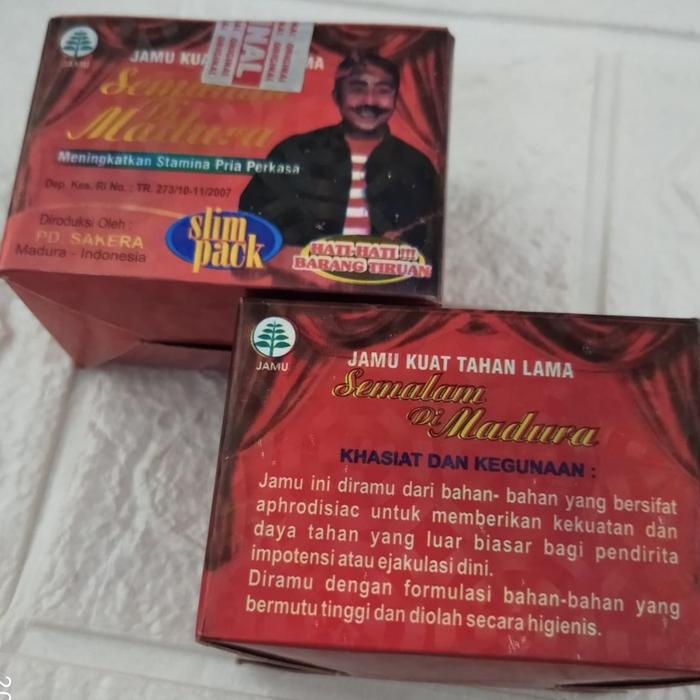 JAMU
JAMU KUA MA
Semalam
Di
Madura
Meningkatkan Stamina Pria Perkasa
Dep. Kes. RI No. : TR. 273/10-11/2007
Diroduksi Oleh :
PD. SAKERA
Madura - Indonesia
slim
pack
HATI-HATI!!!
BARANG TIRUAN
JAMU
JAMU KUAT TAHAN LAMA
Semalam
Di Madura
KHASIAT DAN KEGUNAAN :
Jamu ini diramu dari bahan- bahan yang bersifat
aphrodisiac untuk memberikan kekuatan dan
daya tahan yang luar biasar bagi pendirita
impotensi atau ejakulasi dini.
Diramu dengan formulasi bahan-bahan yang
bermutu tinggi dan diolah secara higienis.